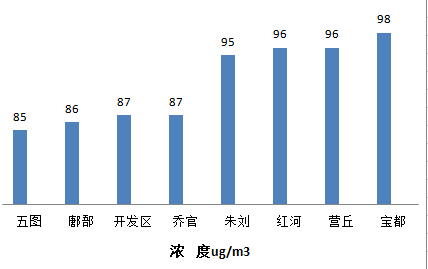 85 86 87 87 95 96 96 98
五图 鄌郚 开发区 乔官 朱刘 红河 营丘 宝都
浓 度ug/m3